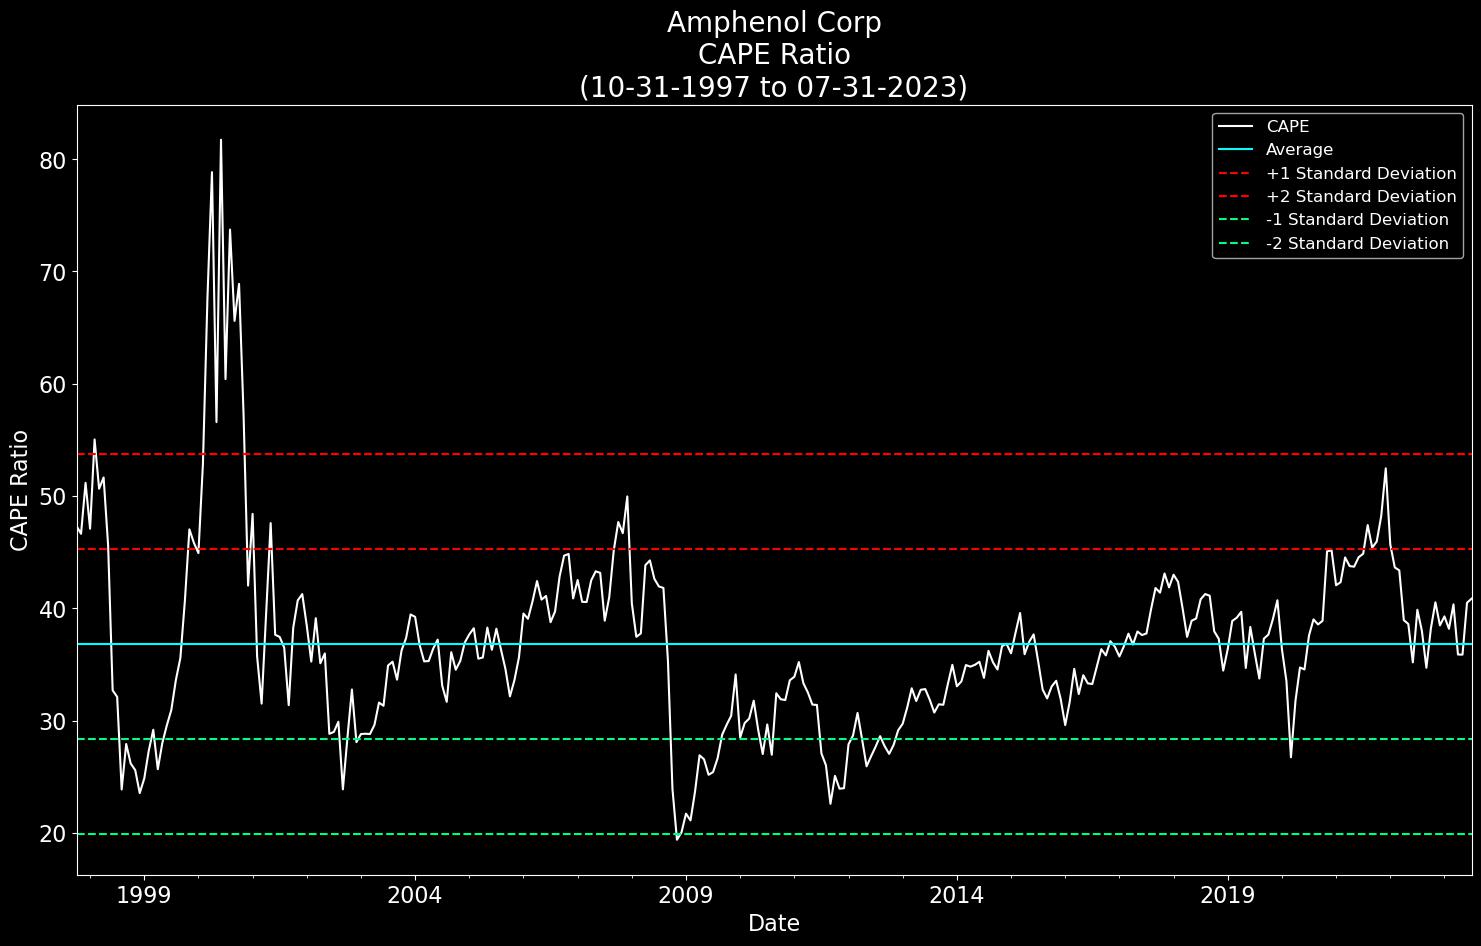 Amphenol Corp
CAPE Ratio
(10-31-1997 to 07-31-2023)
CAPE
Average
+1 Standard Deviation
+2 Standard Deviation
-1 Standard Deviation
-2 Standard Deviation
CAPE Ratio
80
70
60
50
40
30
20
1999
2004
2009
2014
2019
Date